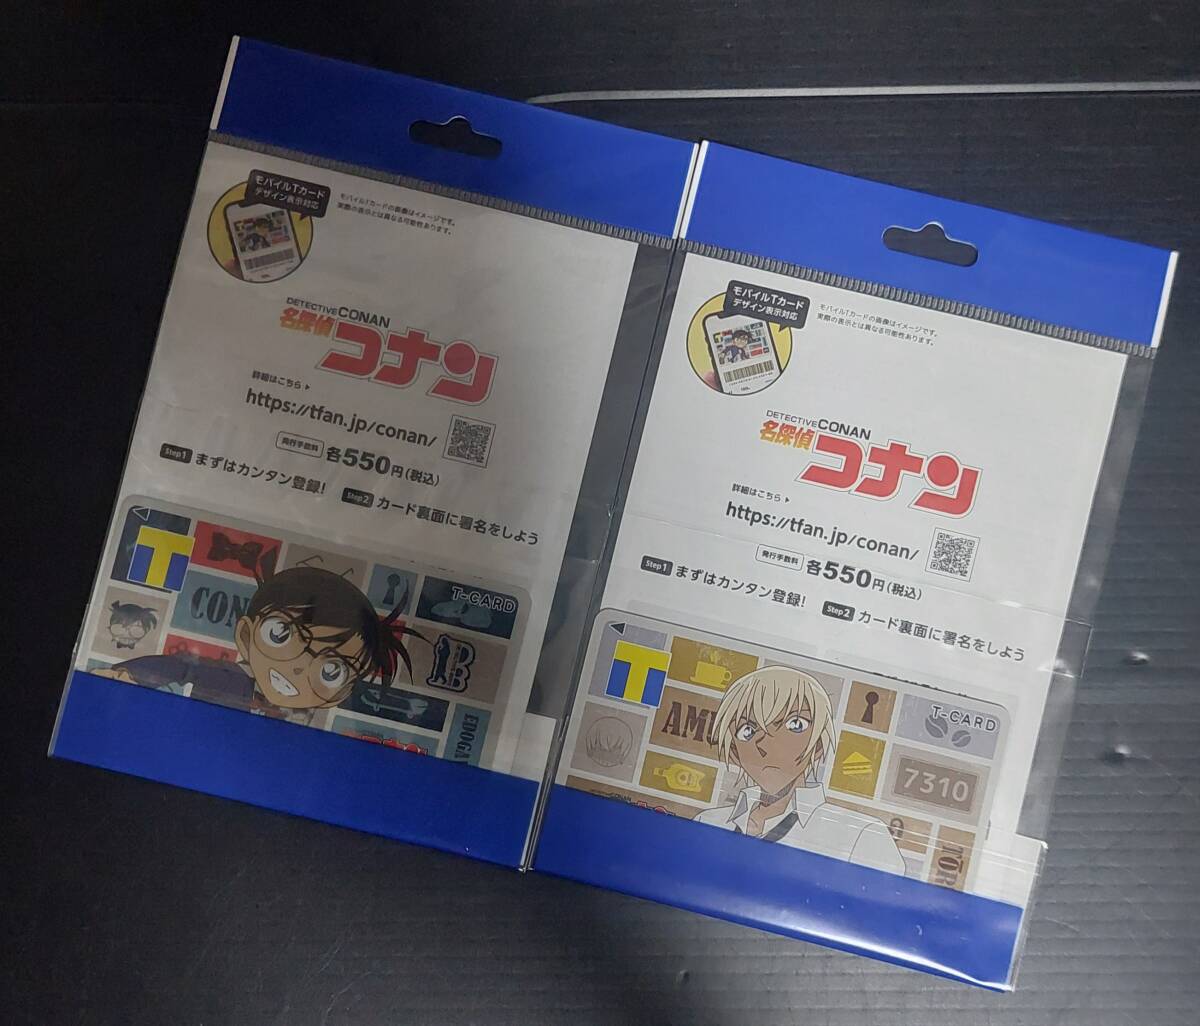 モバイルTカード
デザイン表示対応
モバイルTカードの画像はイメージです。
実際の表示とは異なる可能性あります。
DETECTIVE CONAN
名探偵
コナン
詳細はこちら
https://tfan.jp/conan/
発行手数料 各550円(税込)
Step1 まずはカンタン登録!
Step2 カード裏面に署名をしよう
T
CON
T-CARD
B
EDOGA
モバイルTカード
デザイン表示対応
モバイルTカードの画像はイメージです。
実際の表示とは異なる可能性あります。
DETECTIVE CONAN
名探偵
コナン
詳細はこちら
https://tfan.jp/conan/
発行手数料 各550円(税込)
Step1 まずはカンタン登録!
Step2 カード裏面に署名をしよう
T
AMU
T-CARD
7310
TŌR